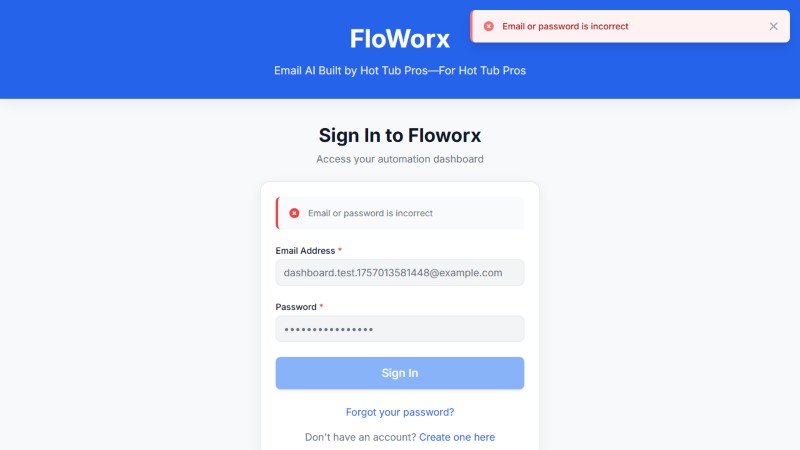 FloWorx
Email or password is incorrect
Email AI Built by Hot Tub Pros—For Hot Tub Pros
Sign In to Floworx
Access your automation dashboard
Email or password is incorrect
Email Address *
dashboard.test.1757013581448@example.com
Password *
••••••••••••••••
Sign In
Forgot your password?
Don't have an account? Create one here